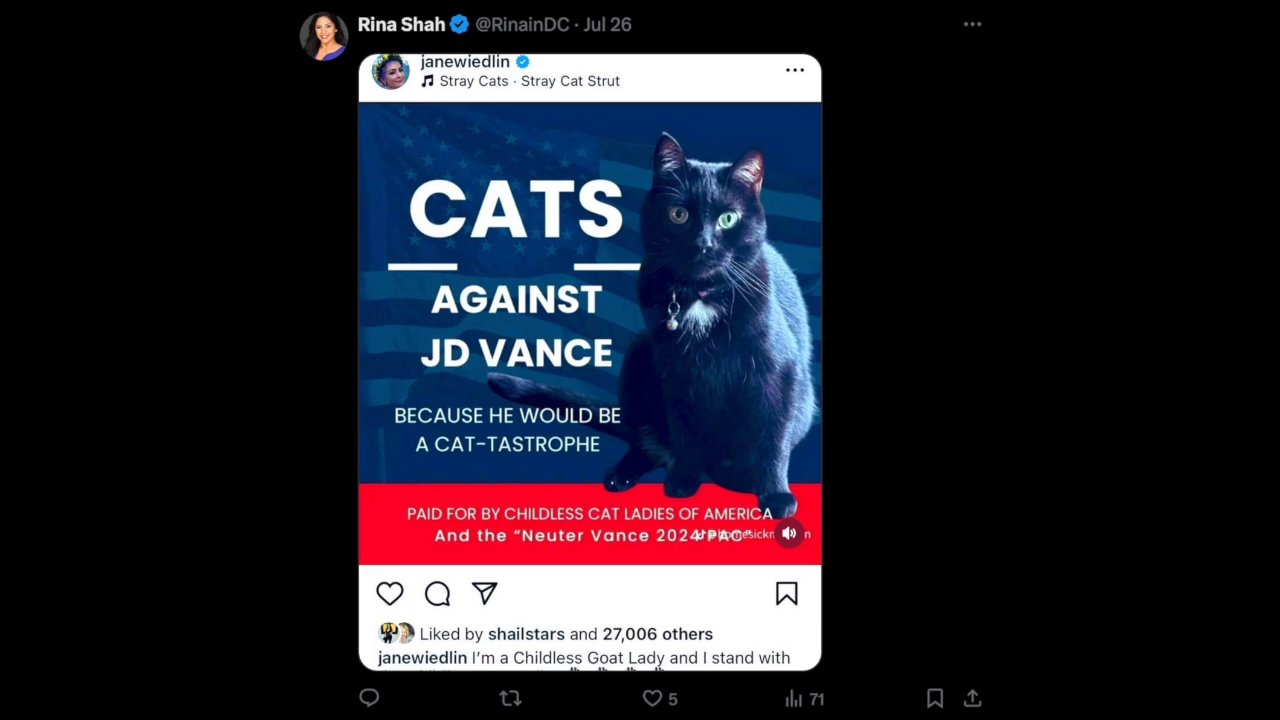 Rina Shah @RinainDC · Jul 26
janewiedlin
Stray Cats · Stray Cat Strut
CATS
AGAINST
JD VANCE
BECAUSE HE WOULD BE
A CAT-TASTROPHE
PAID FOR BY CHILDLESS CAT LADIES OF AMERICA
And the “Neuter Vance 2024 PAC”
Liked by shailstars and 27,006 others
janewiedlin I’m a Childless Goat Lady and I stand with
5 71